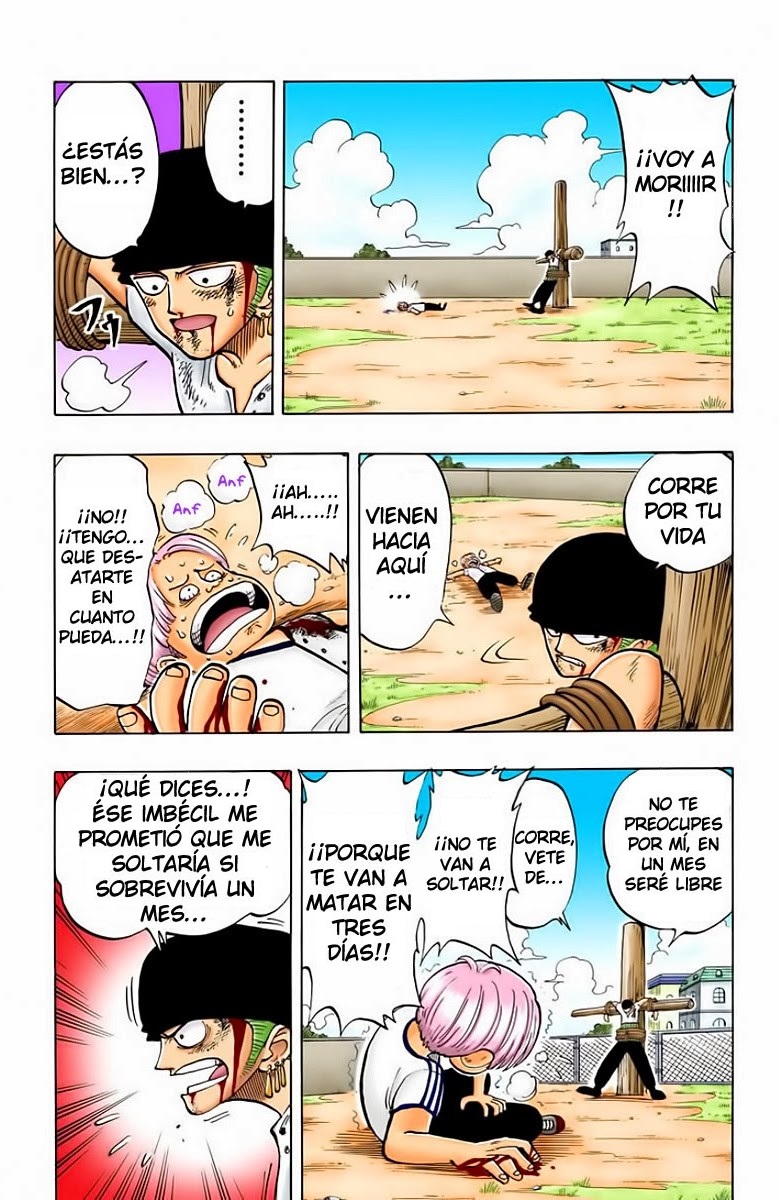 ¡¡VOY A
MORIIIIR
!!
.........
¿ESTÁS
BIEN...?
フゥ
CORRE
POR TU
VIDA
VIENEN
HACIA
AQUÍ
...
¡¡AH.....
AH.....!!
Anf
Anf
¡¡NO!!
¡¡TENGO...
QUE DES-
ATARTE
EN
CUANTO
PUEDA...!!
NO TE
PREOCUPES
POR MÍ, EN
UN MES
SERÉ LIBRE
CORRE,
VETE
DE...
¡¡NO TE
VAN A
SOLTAR!!
¡¡PORQUE
TE VAN A
MATAR EN
TRES
DÍAS!!
¡QUÉ DICES...!
ÉSE IMBÉCIL ME
PROMETIÓ QUE ME
SOLTARÍA SI
SOBREVIVÍA UN
MES...